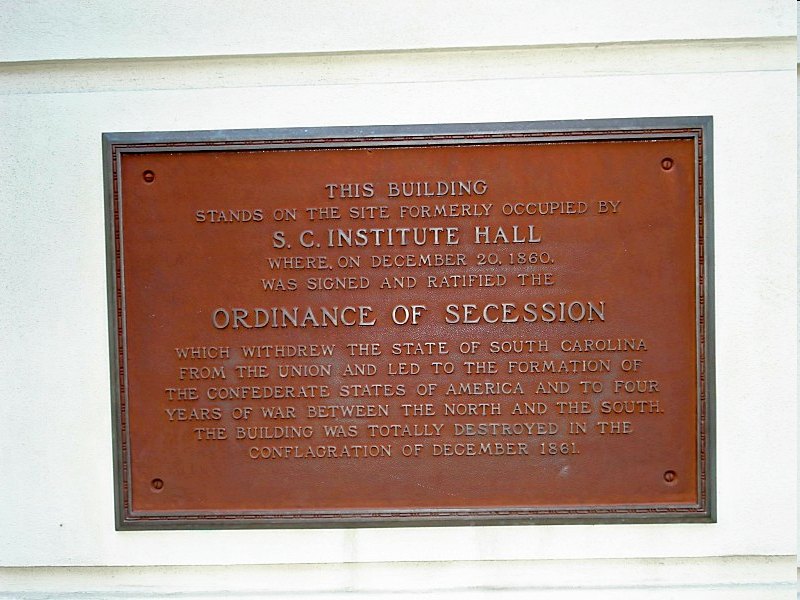 THIS BUILDING
STANDS ON THE SITE FORMERLY OCCUPIED BY
S. C. INSTITUTE HALL
WHERE, ON DECEMBER 20, 1860,
WAS SIGNED AND RATIFIED THE
ORDINANCE OF SECESSION
WHICH WITHDREW THE STATE OF SOUTH CAROLINA
FROM THE UNION AND LED TO THE FORMATION OF
THE CONFEDERATE STATES OF AMERICA AND TO FOUR
YEARS OF WAR BETWEEN THE NORTH AND THE SOUTH.
THE BUILDING WAS TOTALLY DESTROYED IN THE
CONFLAGRATION OF DECEMBER 1861.